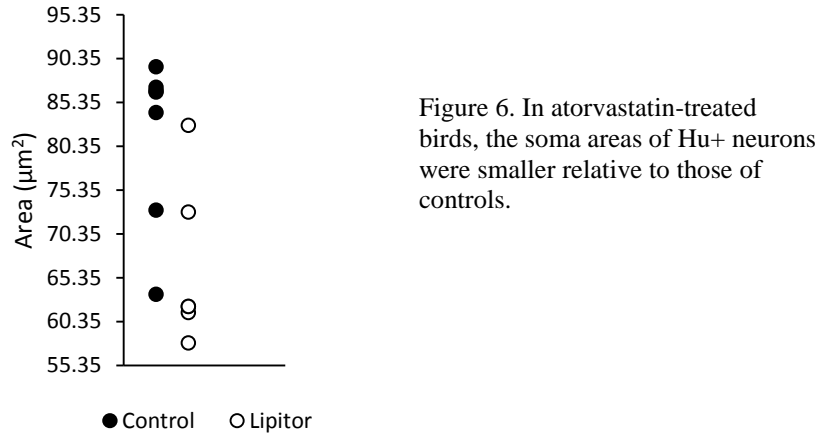 95.35
90.35
85.35
80.35
75.35
70.35
65.35
60.35
55.35
Area (µm²)
Control Lipitor
Figure 6. In atorvastatin-treated
birds, the soma areas of Hu+ neurons
were smaller relative to those of
controls.